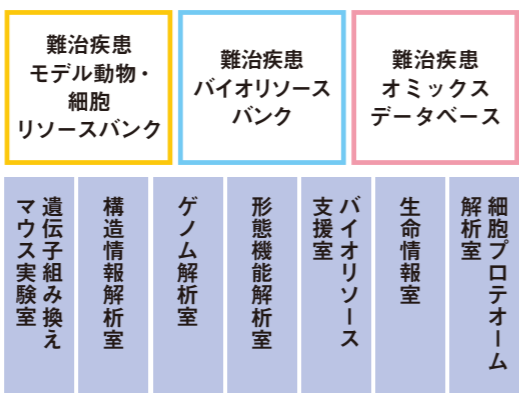 難治疾患
モデル動物・
細胞
リソースバンク
難治疾患
バイオリソース
バンク
難治疾患
オミックス
データベース
遺伝子組み換え
マウス実験室
構造情報解析室
ゲノム解析室
形態機能解析室
バイオリソース
支援室
生命情報室
細胞プロテオーム
解析室